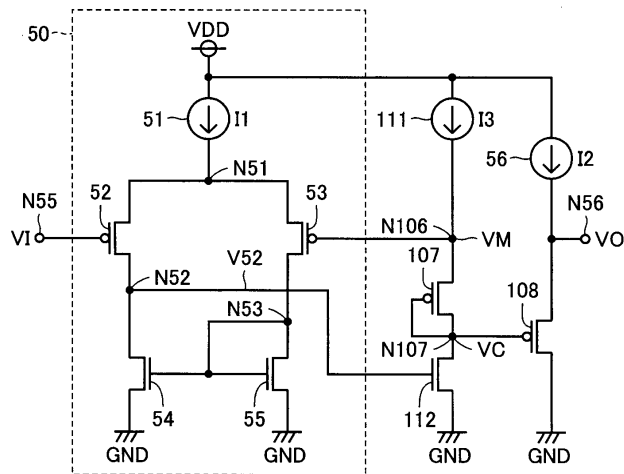 50
VDD
51
I1
111
I3
56
I2
N51
N55
52
53
N56
VI
N106
VM
VO
N52
V52
107
108
N53
N107
VC
54
55
112
GND
GND
GND
GND